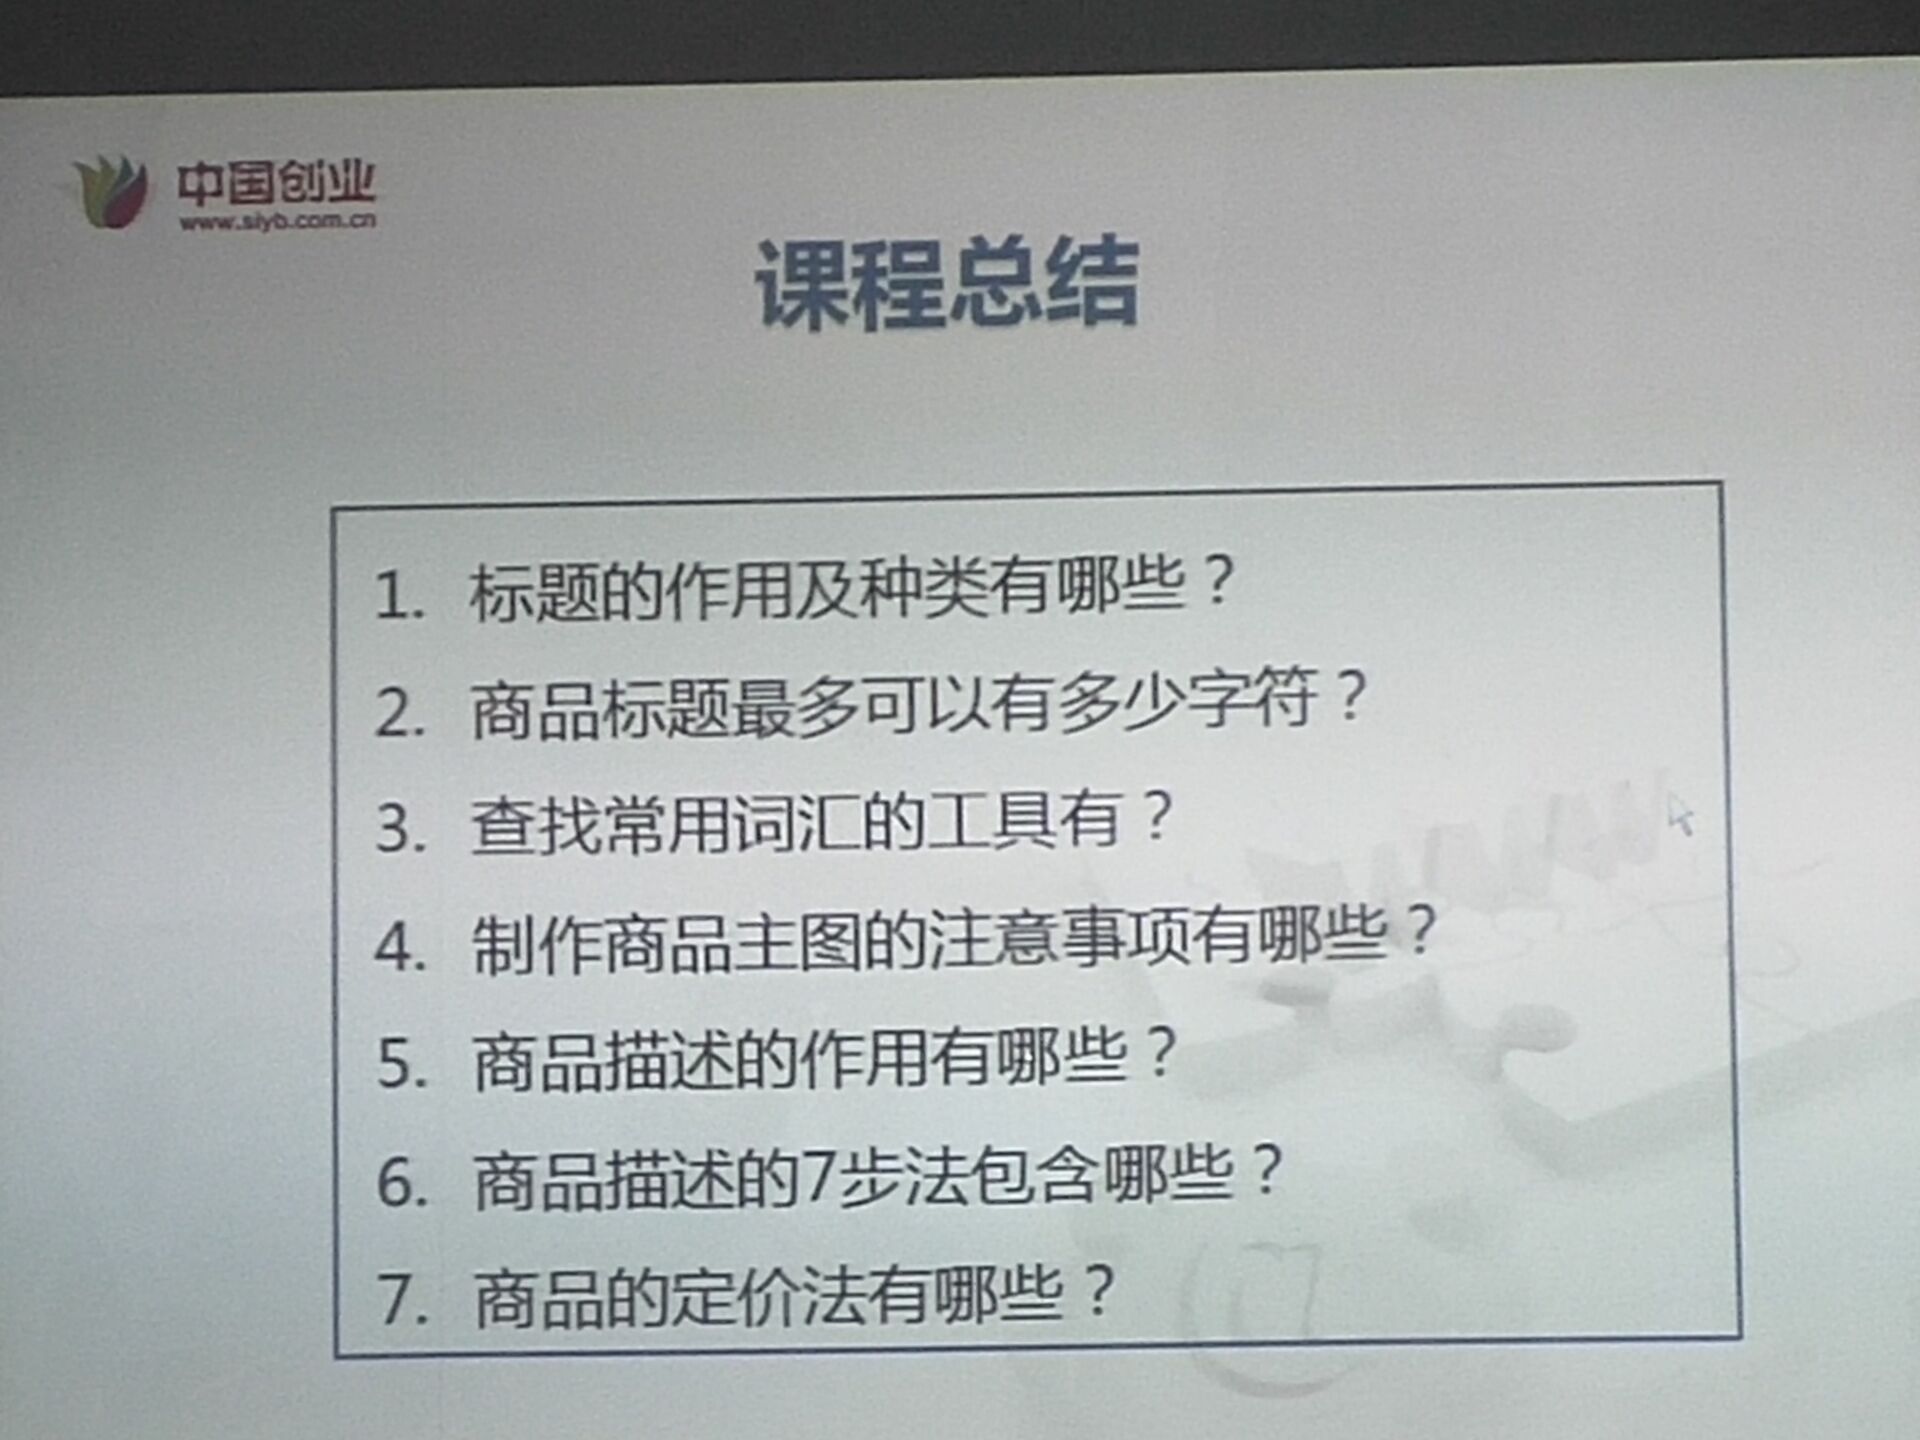 中国创业
www.siyb.com.cn
课程总结
1. 标题的作用及种类有哪些？
2. 商品标题最多可以有多少字符？
3. 查找常用词汇的工具有？
4. 制作商品主图的注意事项有哪些？
5. 商品描述的作用有哪些？
6. 商品描述的7步法包含哪些？
7. 商品的定价法有哪些？